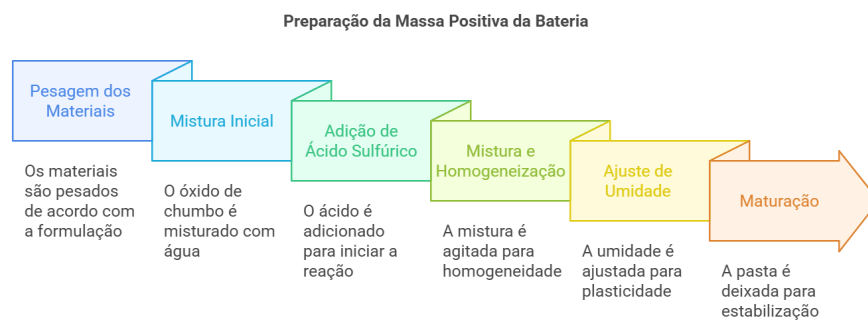 Preparação da Massa Positiva da Bateria
Pesagem dos
Materiais
Os materiais
são pesados
de acordo com
a formulação
Mistura Inicial
O óxido de
chumbo é
misturado com
água
Adição de
Ácido Sulfúrico
O ácido é
adicionado
para iniciar a
reação
Mistura e
Homogeneização
A mistura é
agitada para
homogeneidade
Ajuste de
Umidade
A umidade é
ajustada para
plasticidade
Maturação
A pasta é
deixada para
estabilização